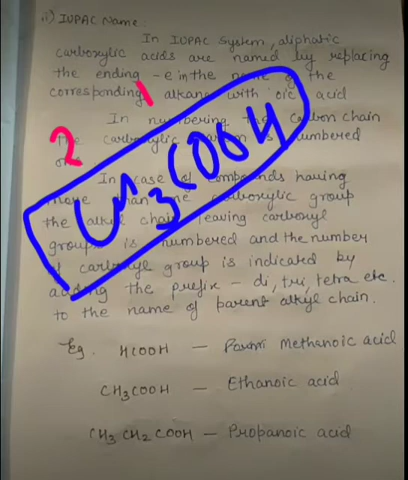 ii) IUPAC Name:
In IUPAC system, aliphatic
carboxylic acids are named by replacing
the ending -e in the name of the
corresponding alkane with 'oic' acid
1
In numbering the carbon chain
the carboxylic carbon is numbered
2
one
CH3COOH
In case of compounds having
more than one carboxylic group
the alkyl chain leaving carboxyl
groups is numbered and the number
of carboxyl group is indicated by
adding the prefix - di, tri, tetra etc.
to the name of parent alkyl chain.
Eg. HCOOH — Methanoic acid
CH3COOH — Ethanoic acid
CH3 CH2 COOH — Propanoic acid